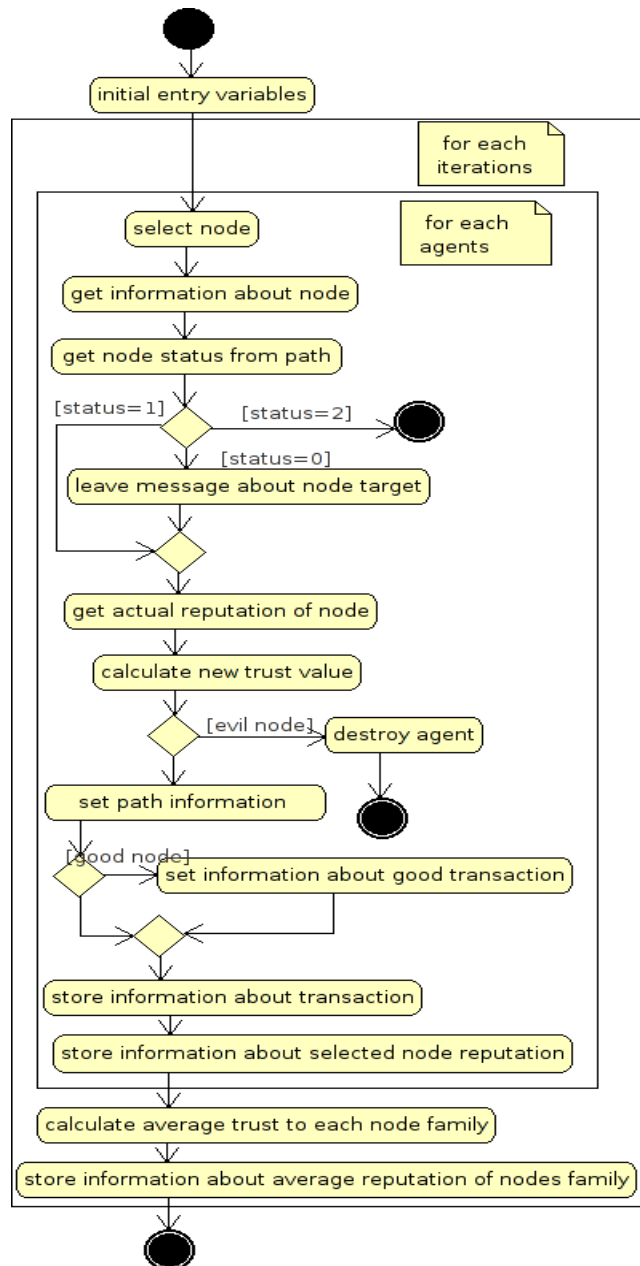 initial entry variables
for each
iterations
for each
agents
select node
get information about node
get node status from path
[status=1]
[status=2]
[status=0]
leave message about node target
get actual reputation of node
calculate new trust value
[evil node]
destroy agent
set path information
[good node]
set information about good transaction
store information about transaction
store information about selected node reputation
calculate average trust to each node family
store information about average reputation of nodes family